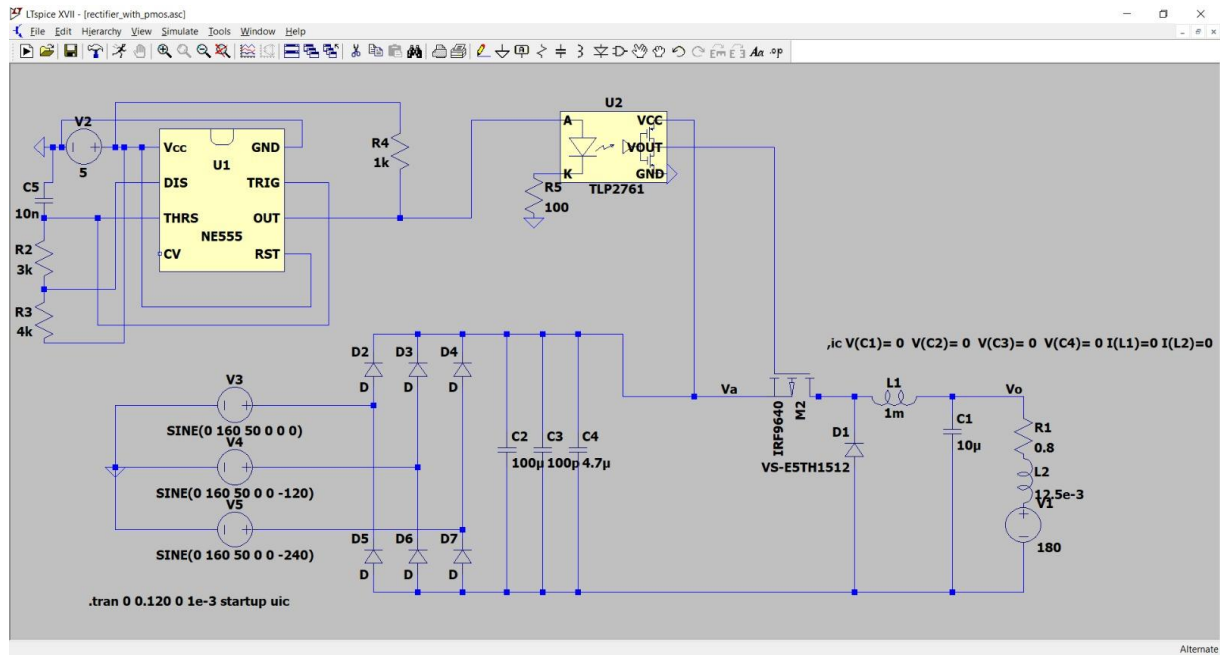 LTspice XVII - [rectifier_with_pmos.asc]
File Edit Hierarchy View Simulate Tools Window Help
Aa .op
V2
5
C5
10n
R2
3k
R3
4k
Vcc
DIS
THRS
CV
U1
NE555
GND
TRIG
OUT
RST
R4
1k
U2
A
K
VCC
VOUT
GND
TLP2761
R5
100
V3
SINE(0 160 50 0 0 0)
V4
SINE(0 160 50 0 0 -120)
V5
SINE(0 160 50 0 0 -240)
.tran 0 0.120 0 1e-3 startup uic
D2 D3 D4
D D D
D5 D6 D7
D D D
C2 C3 C4
100µ 100p 4.7µ
,ic V(C1)= 0 V(C2)= 0 V(C3)= 0 V(C4)= 0 I(L1)=0 I(L2)=0
Va
IRF9640
M2
D1
VS-E5TH1512
L1
1m
Vo
C1
10µ
R1
0.8
L2
12.5e-3
V1
180
Alternate